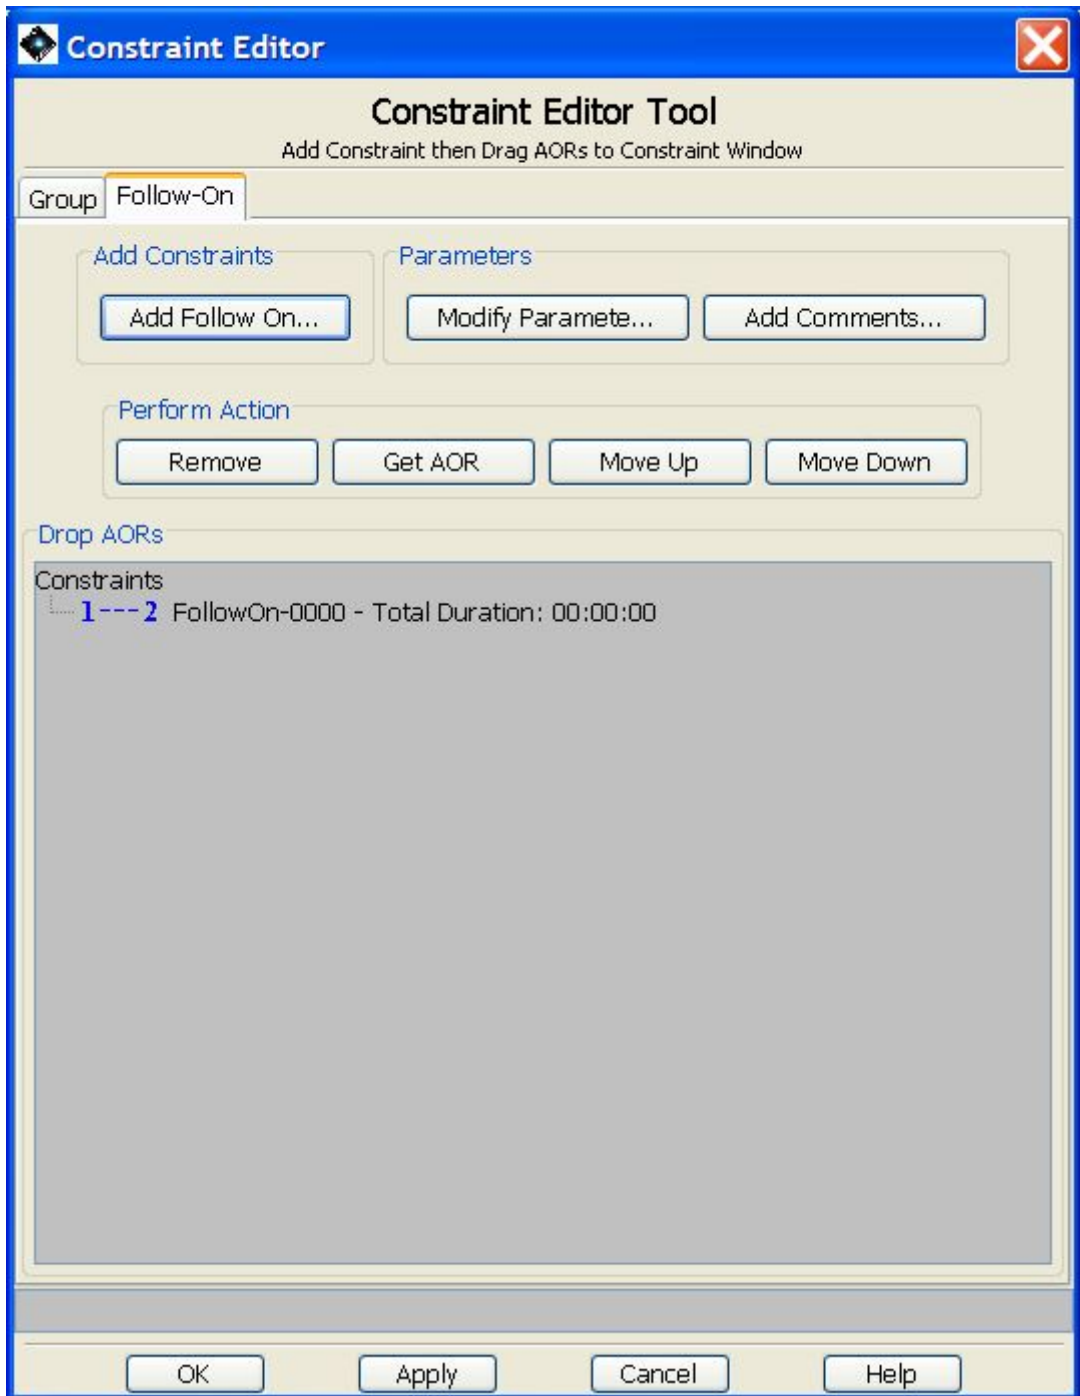 Constraint Editor
Constraint Editor Tool
Add Constraint then Drag AORs to Constraint Window
Group Follow-On
Add Constraints Parameters
Add Follow On... Modify Paramete... Add Comments...
Perform Action
Remove Get AOR Move Up Move Down
Drop AORs
Constraints
1---2 FollowOn-0000 - Total Duration: 00:00:00
OK Apply Cancel Help